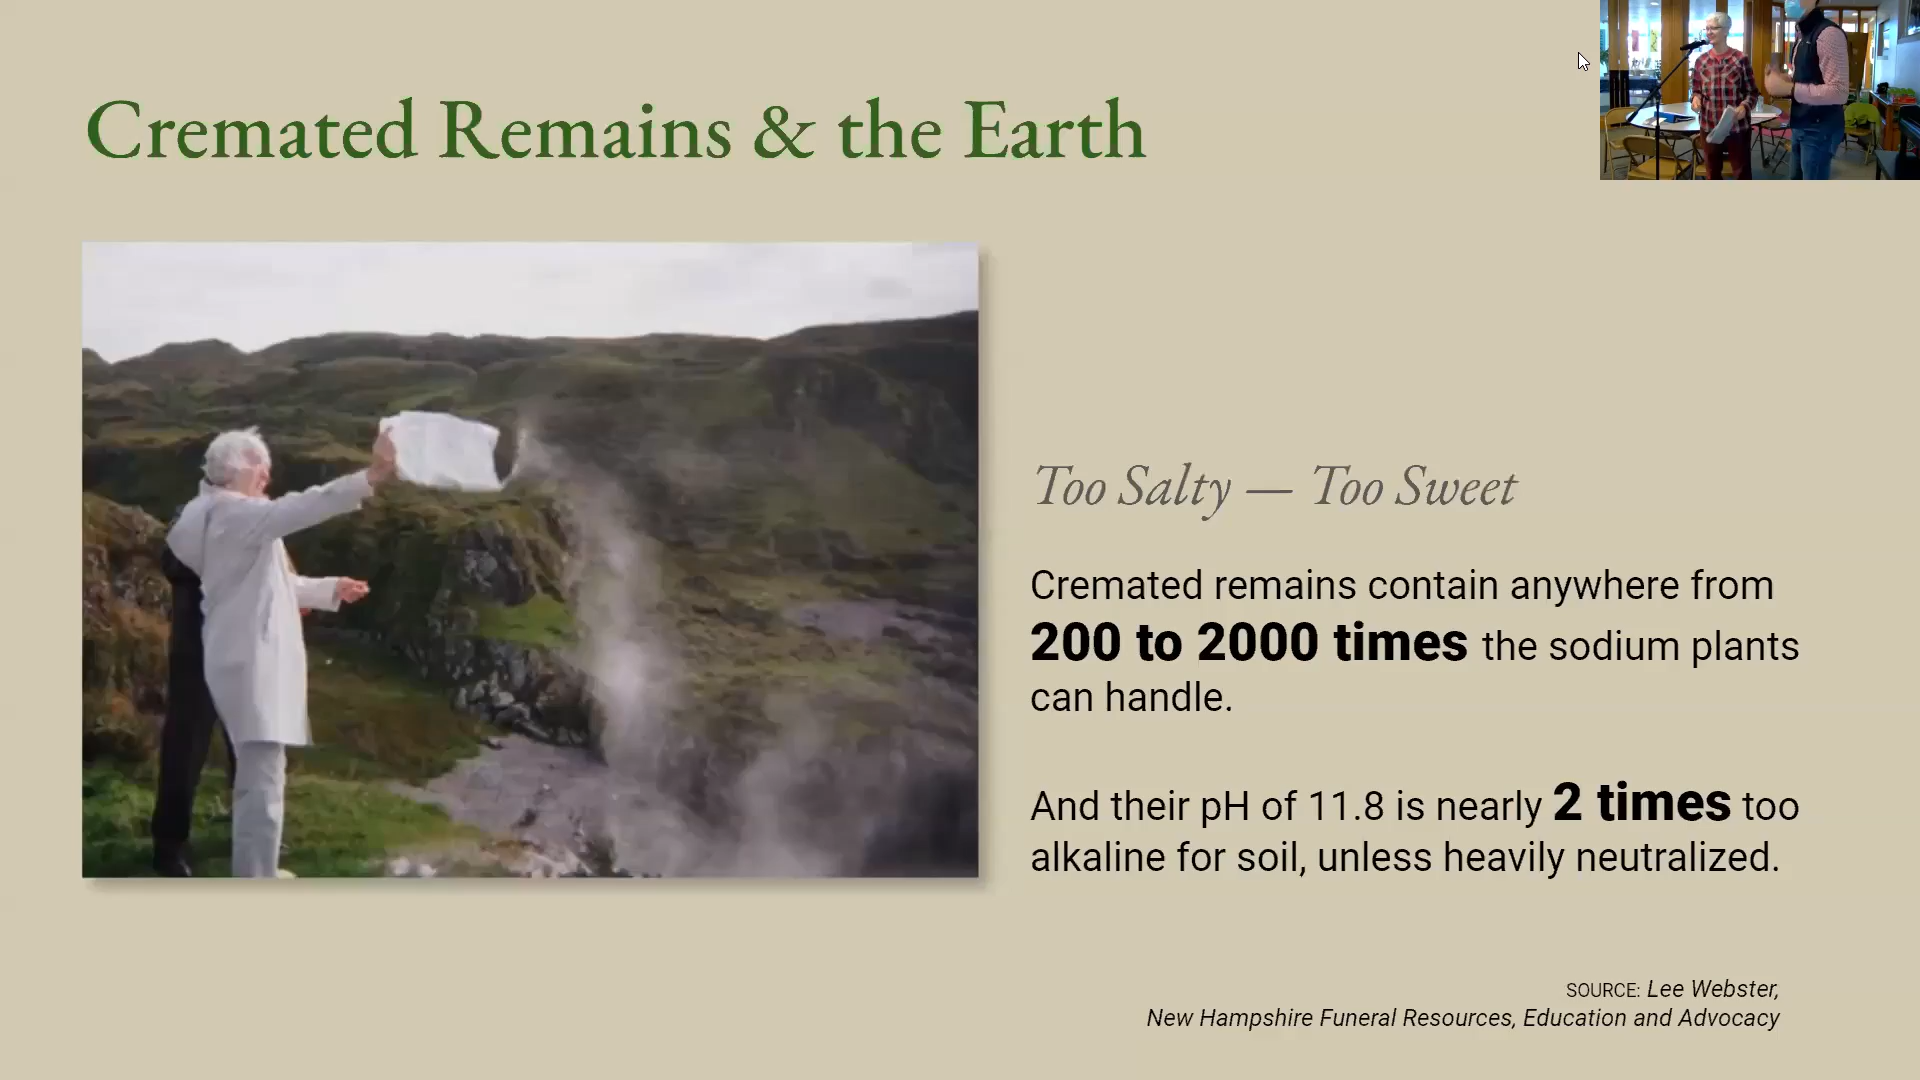 Cremated Remains & the Earth
Too Salty — Too Sweet
Cremated remains contain anywhere from
200 to 2000 times the sodium plants
can handle.
And their pH of 11.8 is nearly 2 times too
alkaline for soil, unless heavily neutralized.
SOURCE: Lee Webster,
New Hampshire Funeral Resources, Education and Advocacy